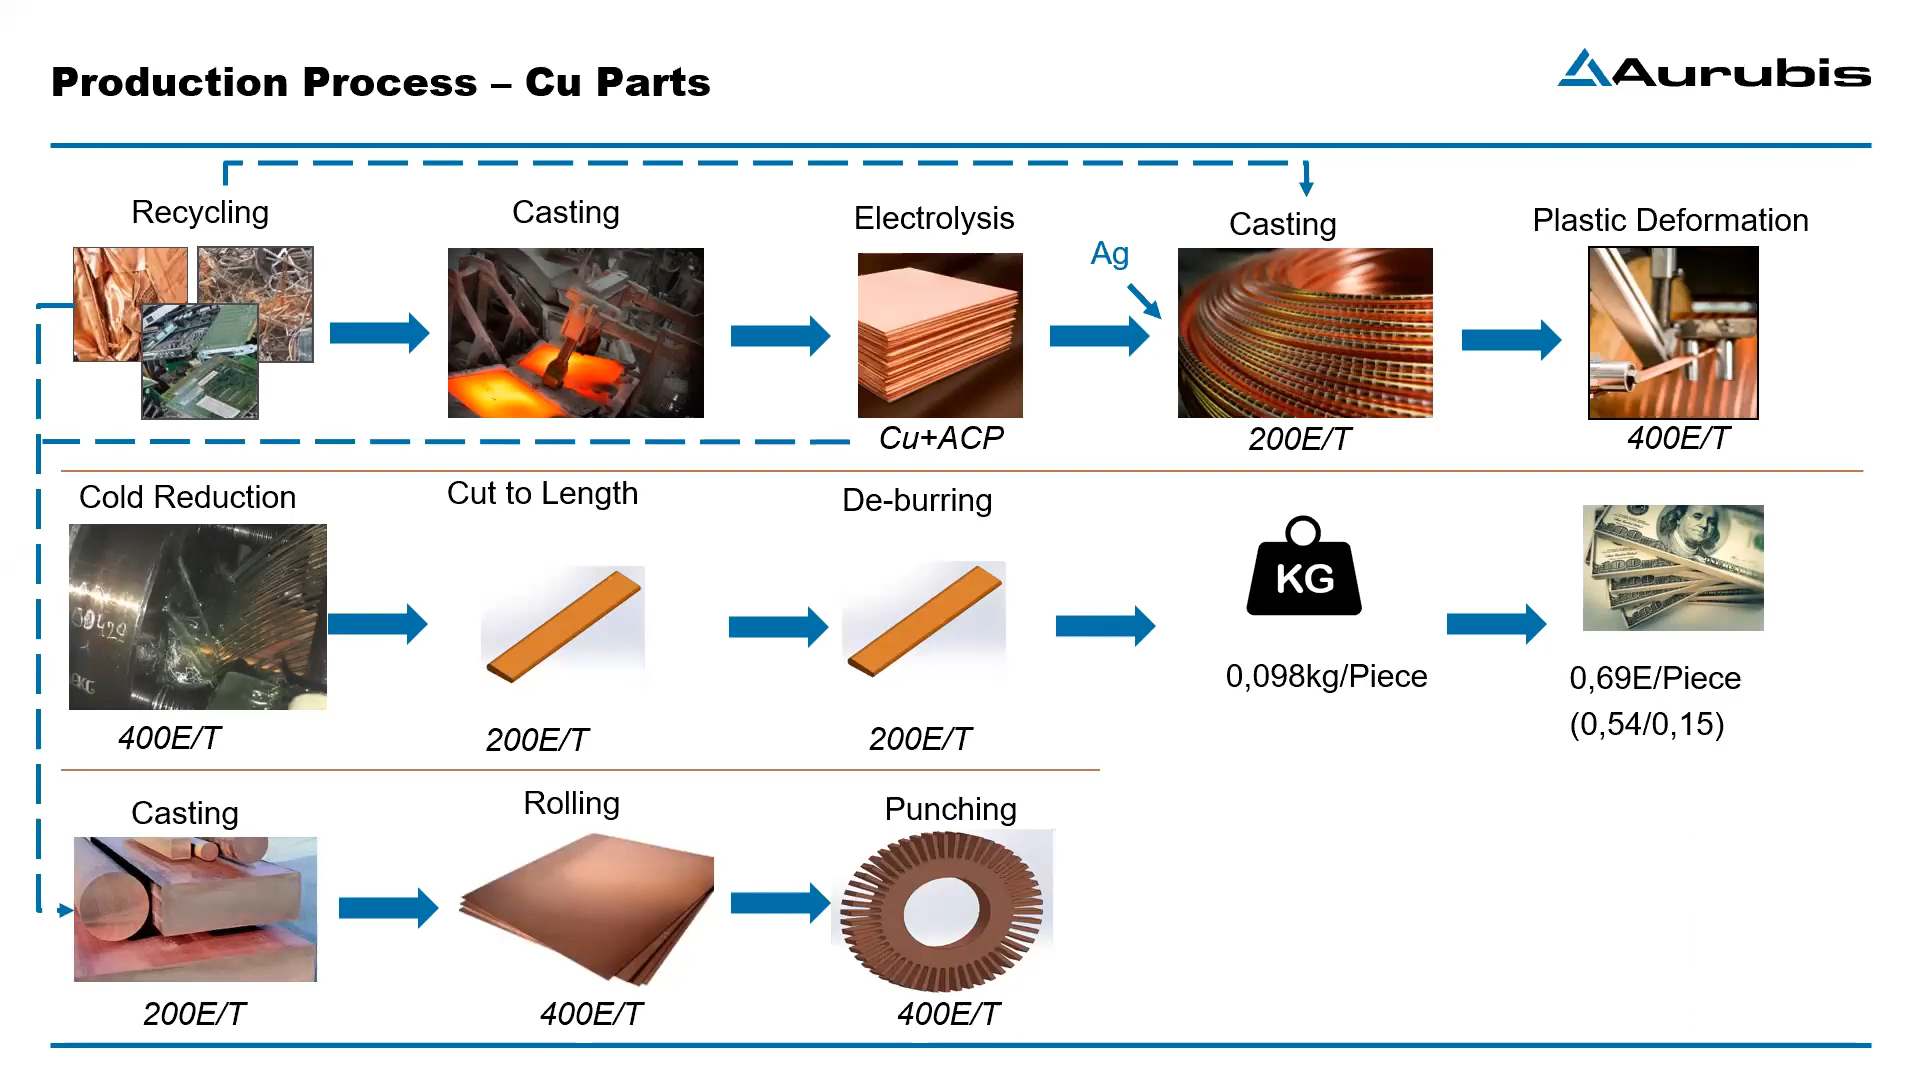 Production Process – Cu Parts
Aurubis
Recycling
Casting
Electrolysis
Ag
Casting
Plastic Deformation
Cu+ACP
200E/T
400E/T
Cold Reduction
Cut to Length
De-burring
KG
400E/T
200E/T
200E/T
0,098kg/Piece
0,69E/Piece
(0,54/0,15)
Casting
Rolling
Punching
200E/T
400E/T
400E/T